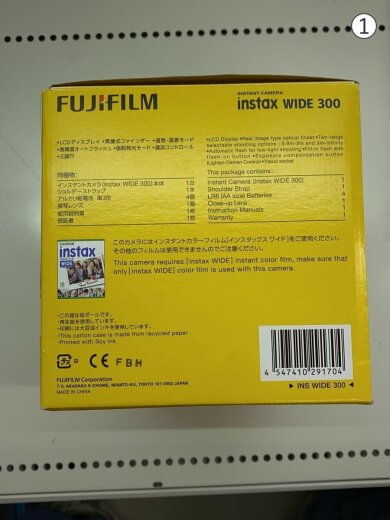 ①
FUJIFILM
INSTANT CAMERA
instax WIDE 300
•LCDディスプレイ •実像式ファインダー •遠常・遠景モード
•高精度オートフラッシュ •強制発光モード •濃淡コントロール
•三脚穴
•LCD Display •Real image type optical finder •Two-range
selectable shooting options : 0.9m-3m and 3m-infinity
•Automatic flash for low-light shooting •Fill-in flash with
flash-on button •Exposure compensation button
(Lighten-Darken Control) •Tripod socket
同梱物:
インスタントカメラ[instax WIDE 300]本体 1台
ショルダーストラップ 1本
アルカリ乾電池 単3形 4個
接写レンズ 1個
使用説明書 1枚
保証書 1枚
This package contains:
Instant Camera [instax WIDE 300] 1
Shoulder Strap 1
LR6 (AA size) Batteries 4
Close-up Lens 1
Instruction Manuals 1
Warranty 1
FUJIFILM
instax
WIDE
このカメラにはインスタントカラーフィルム[インスタックス ワイド]をご使用ください。
その他のフィルムは使用できませんのでご注意ください。
This camera requires [instax WIDE] instant color film, make sure that
only [instax WIDE] color film is used with this camera.
•この箱は紙ボールです。
•再生紙を使用しています。
•印刷には大豆油インキを使用しています。
•This carton case is made from recycled paper.
•Printed with Soy ink.
CE FBH
FUJIFILM Corporation
7-3, AKASAKA 9-CHOME, MINATO-KU, TOKYO 107-0052 JAPAN
MADE IN CHINA
4 547410 291704
▶ INS WIDE 300 ◀